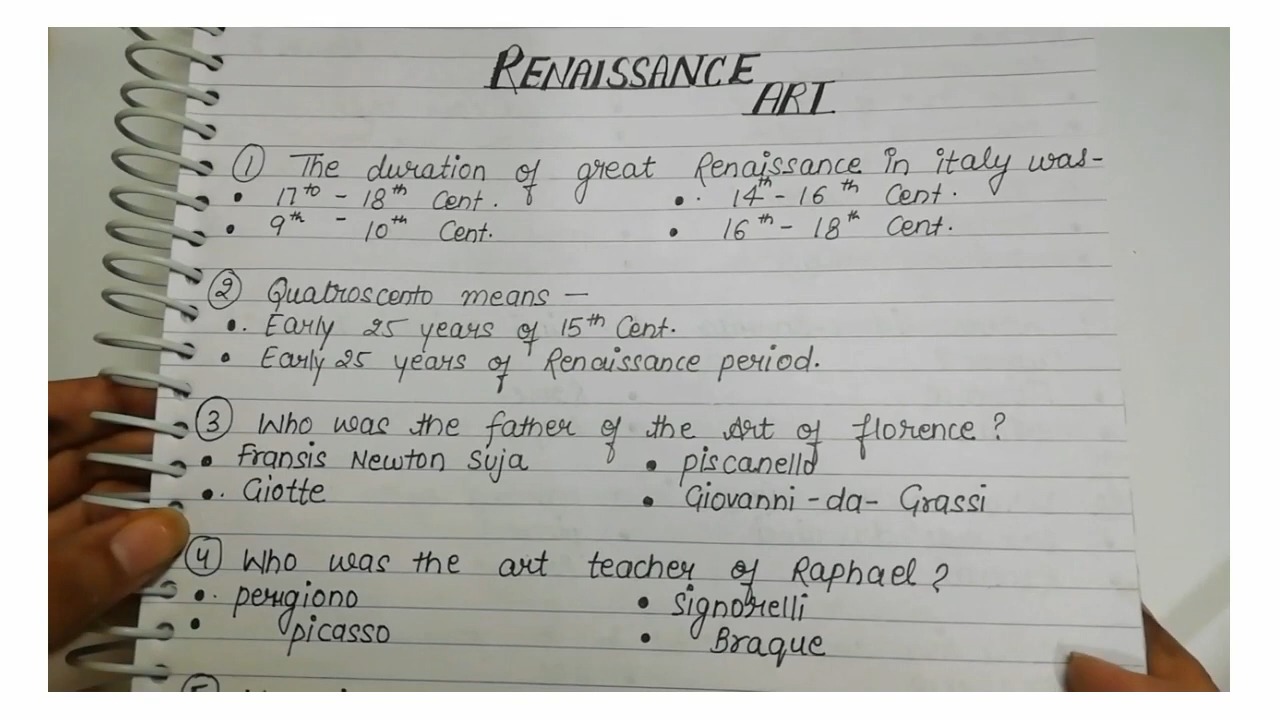 RENAISSANCE
ART
① The duration of great Renaissance in italy was-
• 17to - 18th Cent. •. 14th - 16th Cent.
• 9th - 10th Cent. • 16th - 18th Cent.
② Quatroscento means –
•. Early 25 years of 15th Cent.
• Early 25 years of Renaissance period.
③ Who was the father of the Art of florence?
• Fransis Newton Suja • piscanello
•. Giotte • Giovanni-da-Grassi
④ Who was the art teacher of Raphael?
•. perugiono • Signorelli
• picasso • Braque